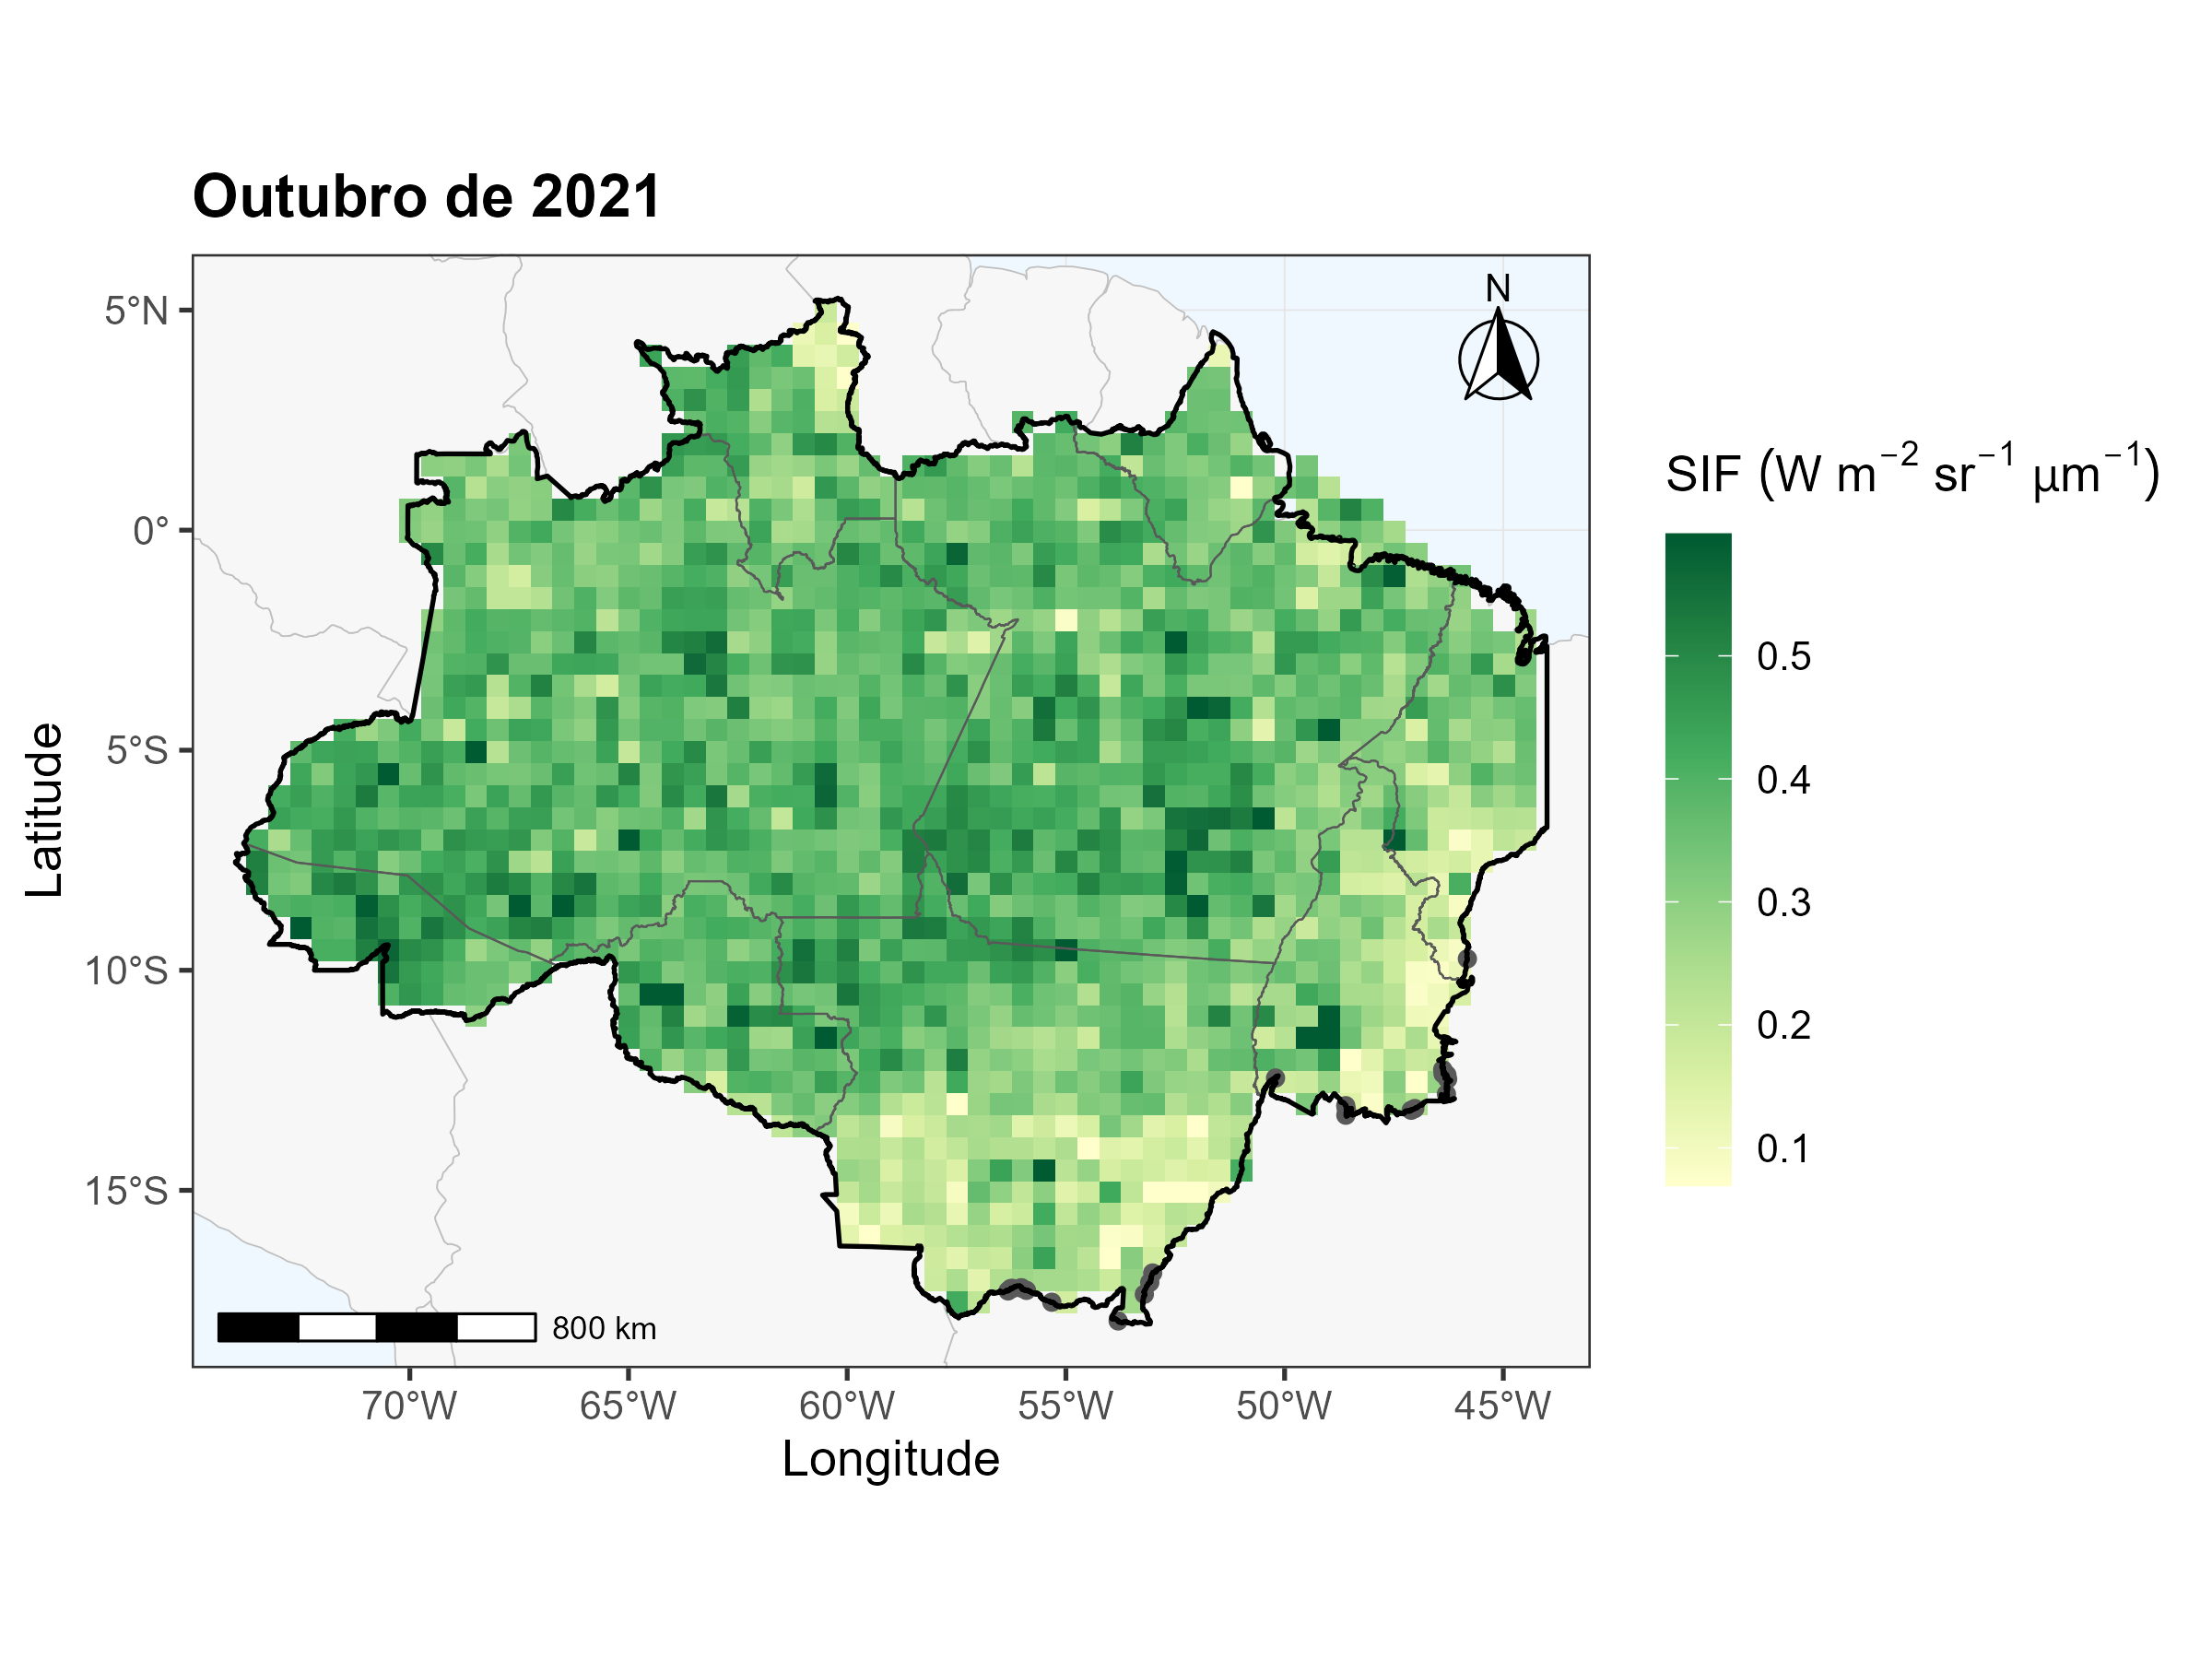 Outubro de 2021
N
5°N
0°
5°S
10°S
15°S
Latitude
800 km
70°W
65°W
60°W
55°W
50°W
45°W
Longitude
SIF (W m⁻² sr⁻¹ µm⁻¹)
0.5
0.4
0.3
0.2
0.1